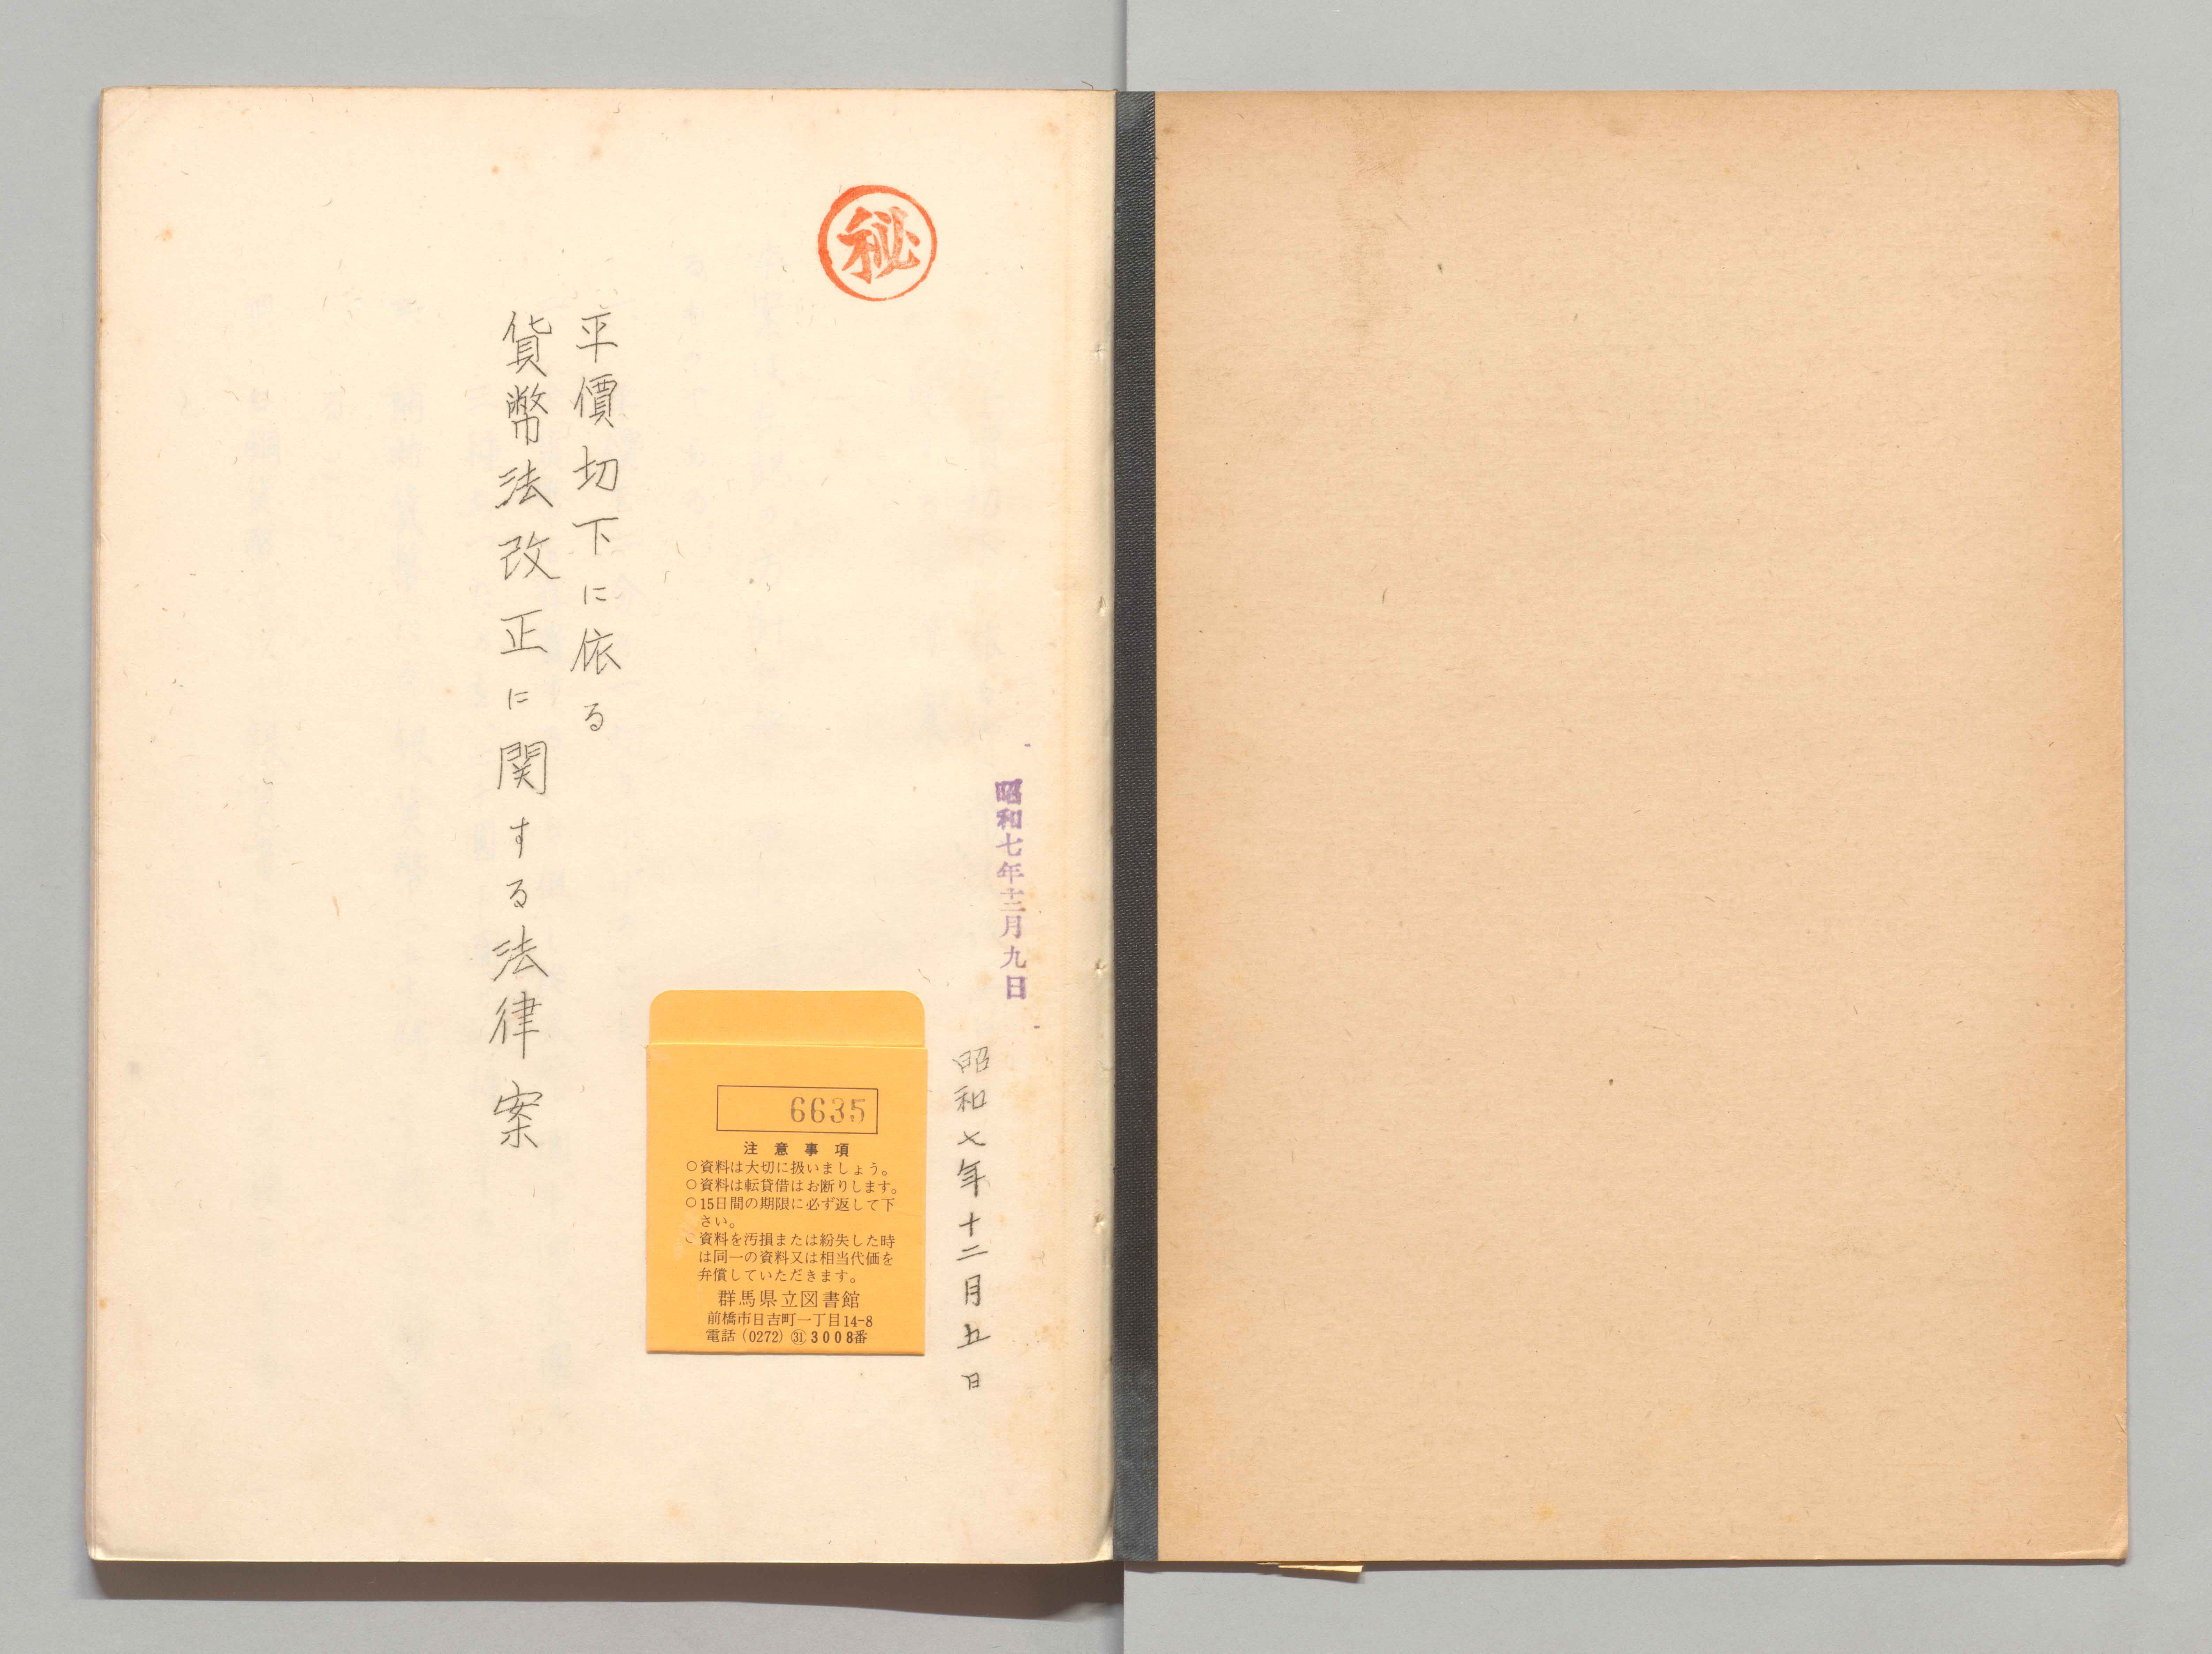 ㊙
昭和七年十二月九日
昭和七年十二月五日
平價切下に依る
貨幣法改正に関する法律案
6635
注意事項
○資料は大切に扱いましょう。
○資料は転貸借はお断りします。
○15日間の期限に必ず返して下
さい。
○資料を汚損または紛失した時
は同一の資料又は相当代価を
弁償していただきます。
群馬県立図書館
前橋市日吉町一丁目14-8
電話(0272)㉛3008番